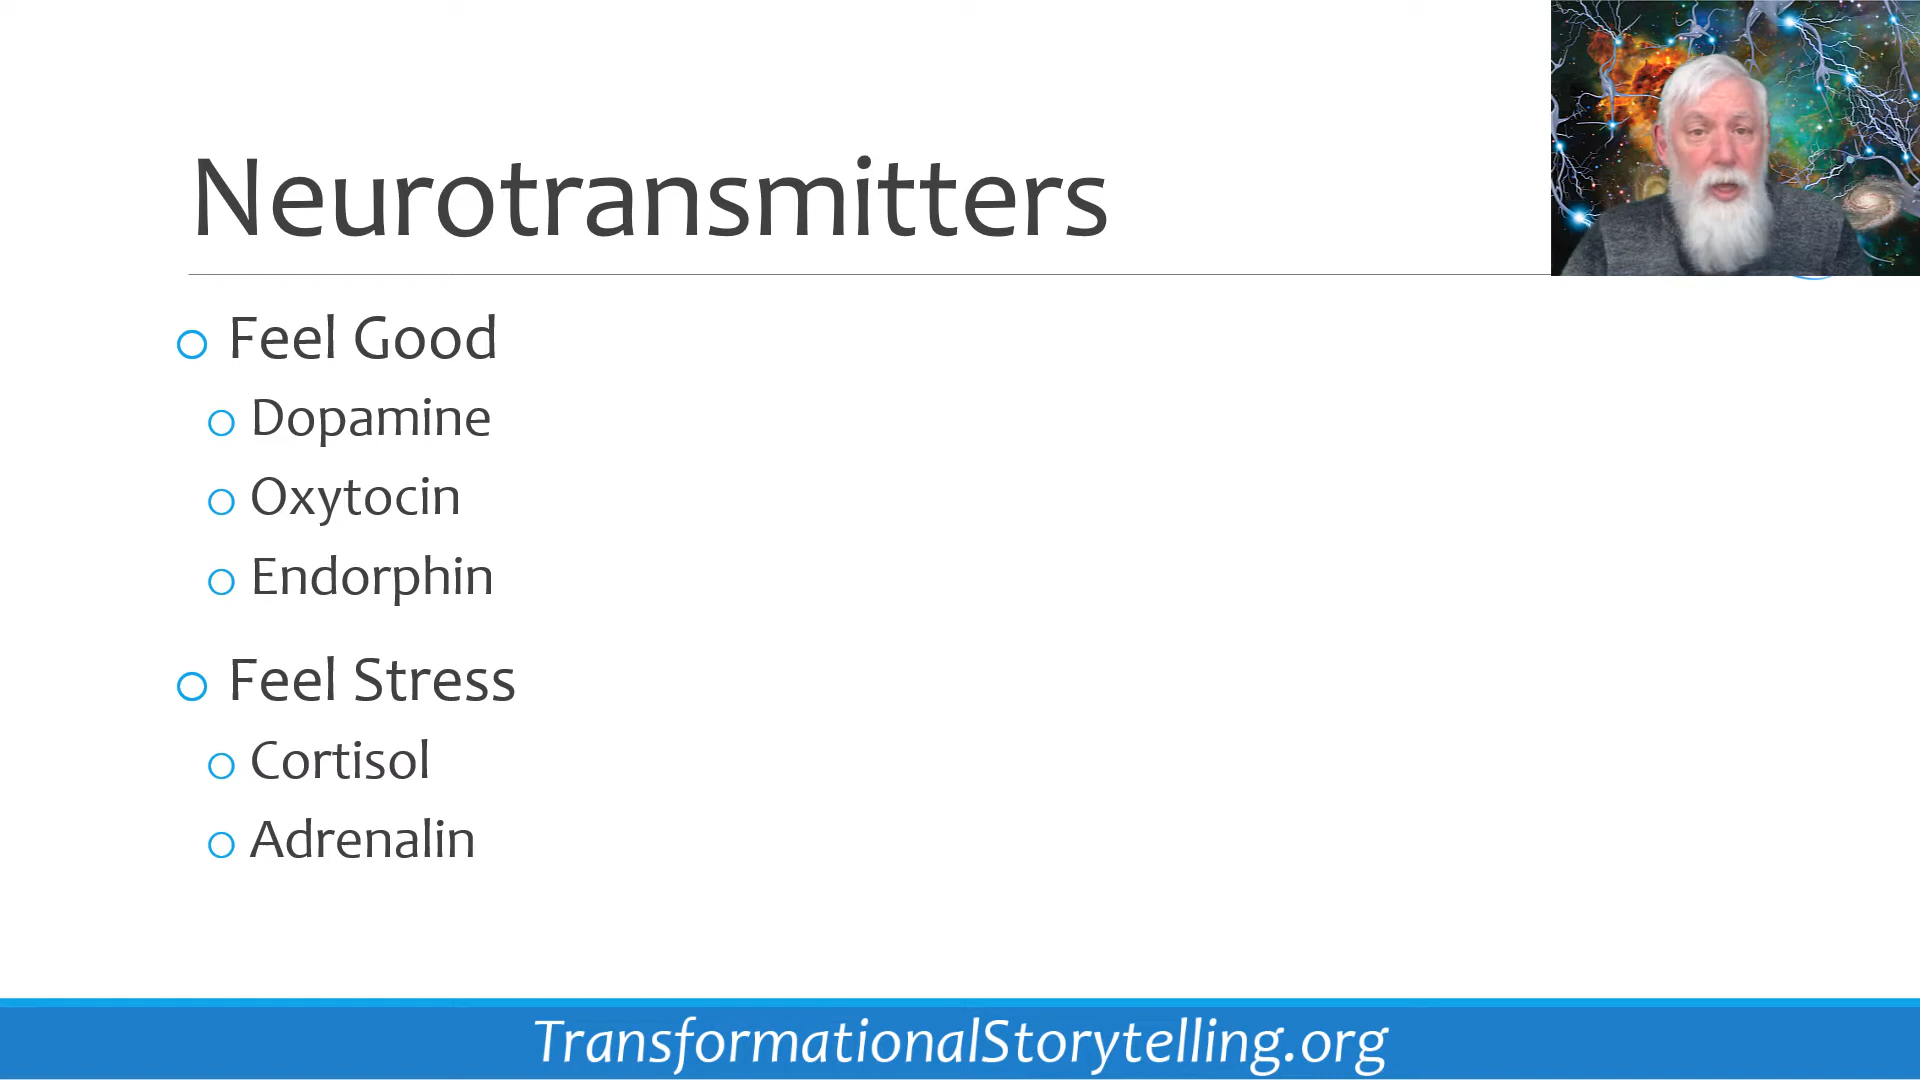 Neurotransmitters
Feel Good
Dopamine
Oxytocin
Endorphin
Feel Stress
Cortisol
Adrenalin
TransformationalStorytelling.org